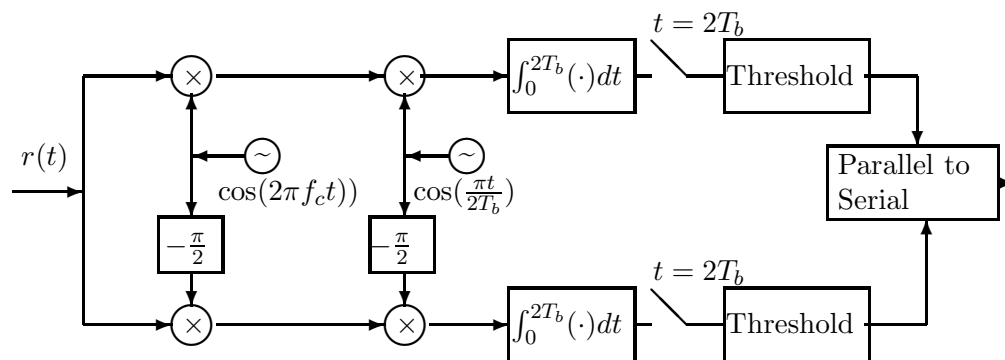 t = 2T_b
× × ∫_0^{2T_b}(·)dt Threshold
r(t) ~ ~ Parallel to
cos(2πf_ct)) cos(πt/2T_b) Serial
−π/2 −π/2
t = 2T_b
× × ∫_0^{2T_b}(·)dt Threshold